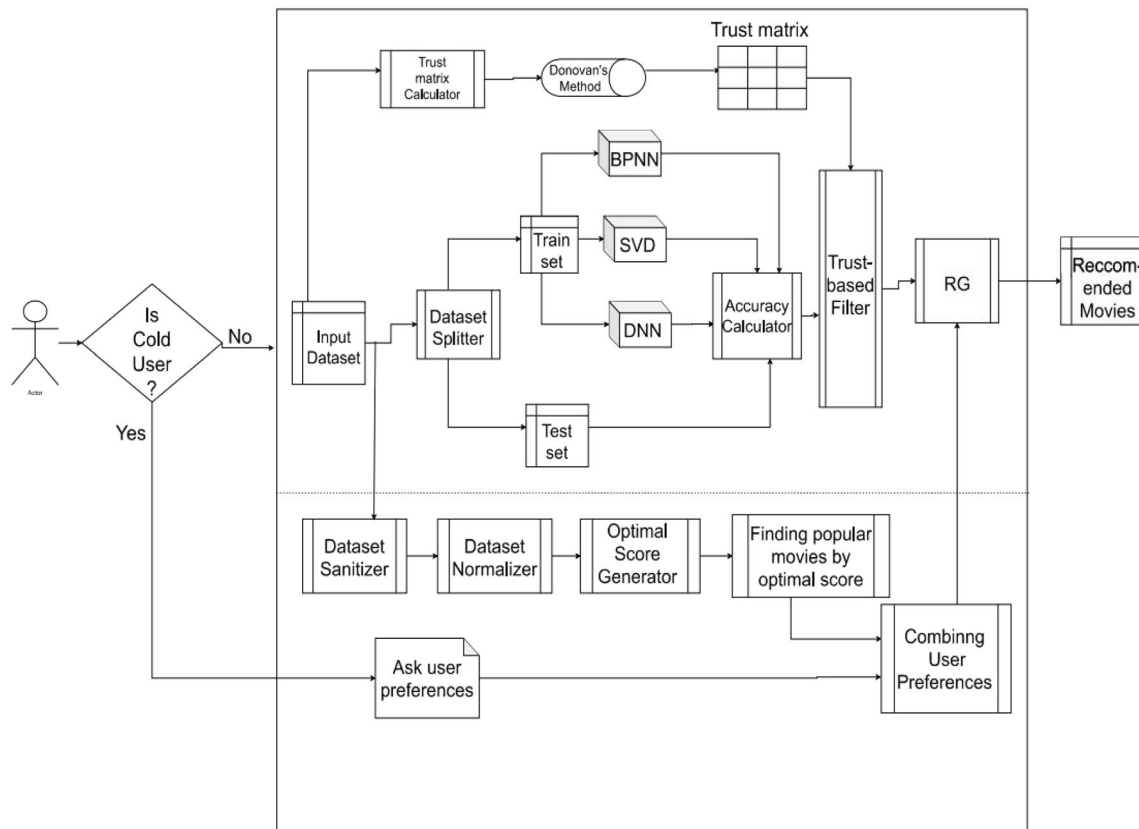 Trust matrix
Trust
matrix
Calculator
Donovan's
Method
BPNN
Train
set
SVD
DNN
Is
Cold
User
?
No
Yes
Actor
Input
Dataset
Dataset
Splitter
Accuracy
Calculator
Trust-
based
Filter
RG
Reccom-
ended
Movies
Test
set
Dataset
Sanitizer
Dataset
Normalizer
Optimal
Score
Generator
Finding popular
movies by
optimal score
Ask user
preferences
Combinng
User
Preferences